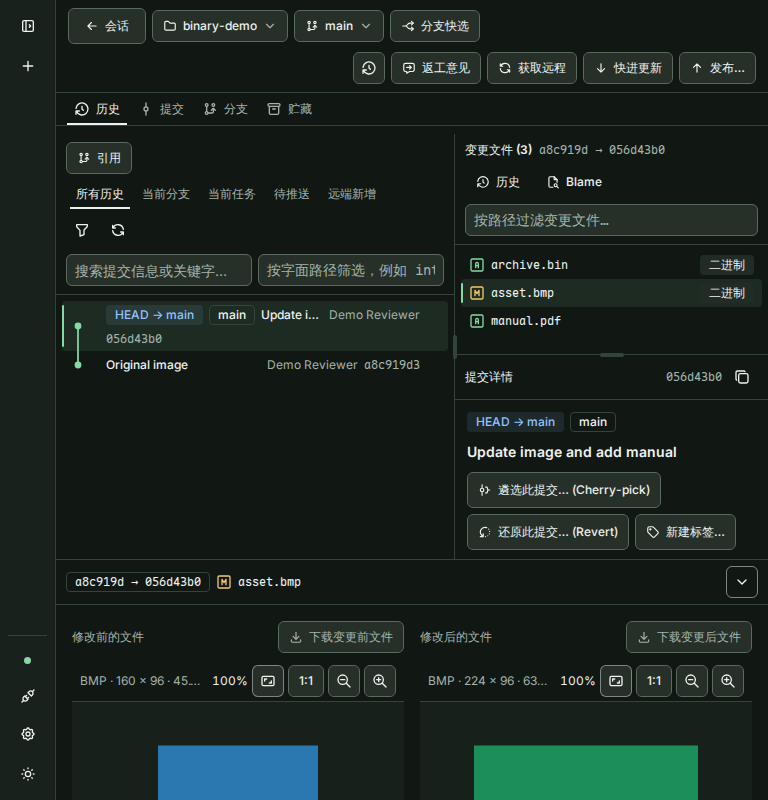 会话 binary-demo main 分支快选
返工意见 获取远程 快进更新 发布...
历史 提交 分支 贮藏
引用
所有历史 当前分支 当前任务 待推送 远端新增
搜索提交信息或关键字... 按字面路径筛选，例如 int
HEAD → main main Update i... Demo Reviewer
056d43b0
Original image Demo Reviewer a8c919d3
变更文件 (3) a8c919d → 056d43b0
历史 Blame
按路径过滤变更文件…
A archive.bin 二进制
M asset.bmp 二进制
A manual.pdf
提交详情 056d43b0
HEAD → main main
Update image and add manual
遴选此提交... (Cherry-pick)
还原此提交... (Revert) 新建标签...
a8c919d → 056d43b0 M asset.bmp
修改前的文件 下载变更前文件
BMP · 160 × 96 · 45.... 100% 1:1
修改后的文件 下载变更后文件
BMP · 224 × 96 · 63... 100% 1:1